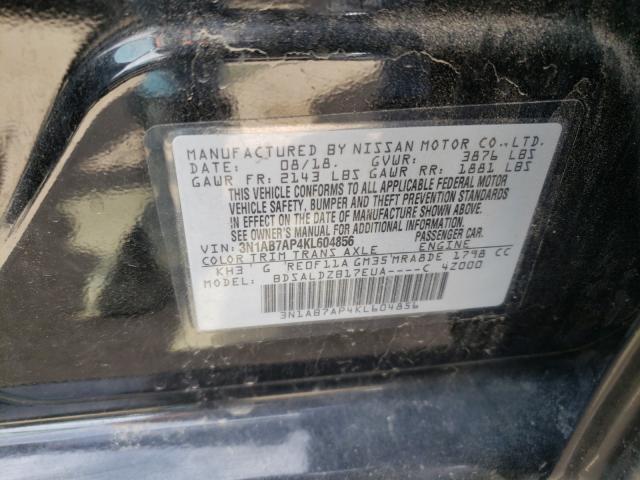 MANUFACTURED BY NISSAN MOTOR CO.,LTD.
DATE: 08/18. GVWR: 3876 LBS
GAWR FR: 2143 LBS GAWR RR: 1881 LBS
THIS VEHICLE CONFORMS TO ALL APPLICABLE FEDERAL MOTOR
VEHICLE SAFETY, BUMPER AND THEFT PREVENTION STANDARDS
IN EFFECT ON THE DATE OF MANUFACTURE SHOWN ABOVE.
SEE OWNER'S MANUAL FOR FURTHER INFORMATION.
VIN: 3N1AB7AP4KL604856 PASSENGER CAR.
COLOR TRIM TRANS AXLE ENGINE
KH3 G RE0F11A GM35 MRA8DE 1798 CC
MODEL: BDSALDZB17EUA----C 4Z000
3N1AB7AP4KL604856